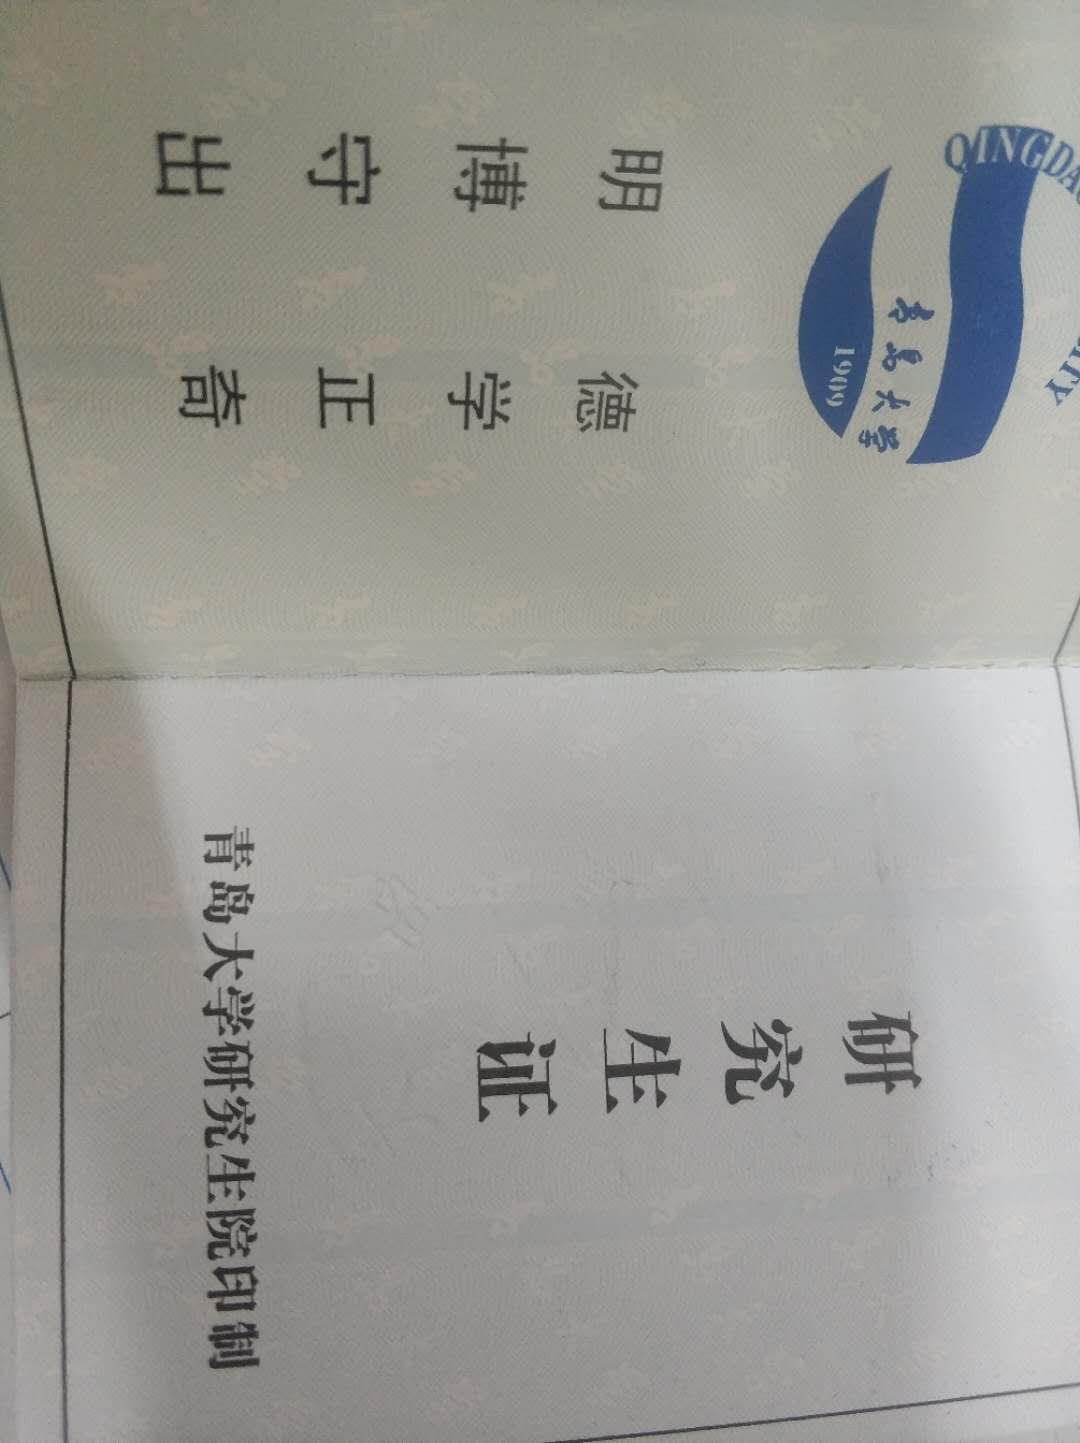 QINGDAO
ITY
青岛大学
1909
明 德
博 学
守 正
出 奇
研
究
生
证
青岛大学研究生院印制